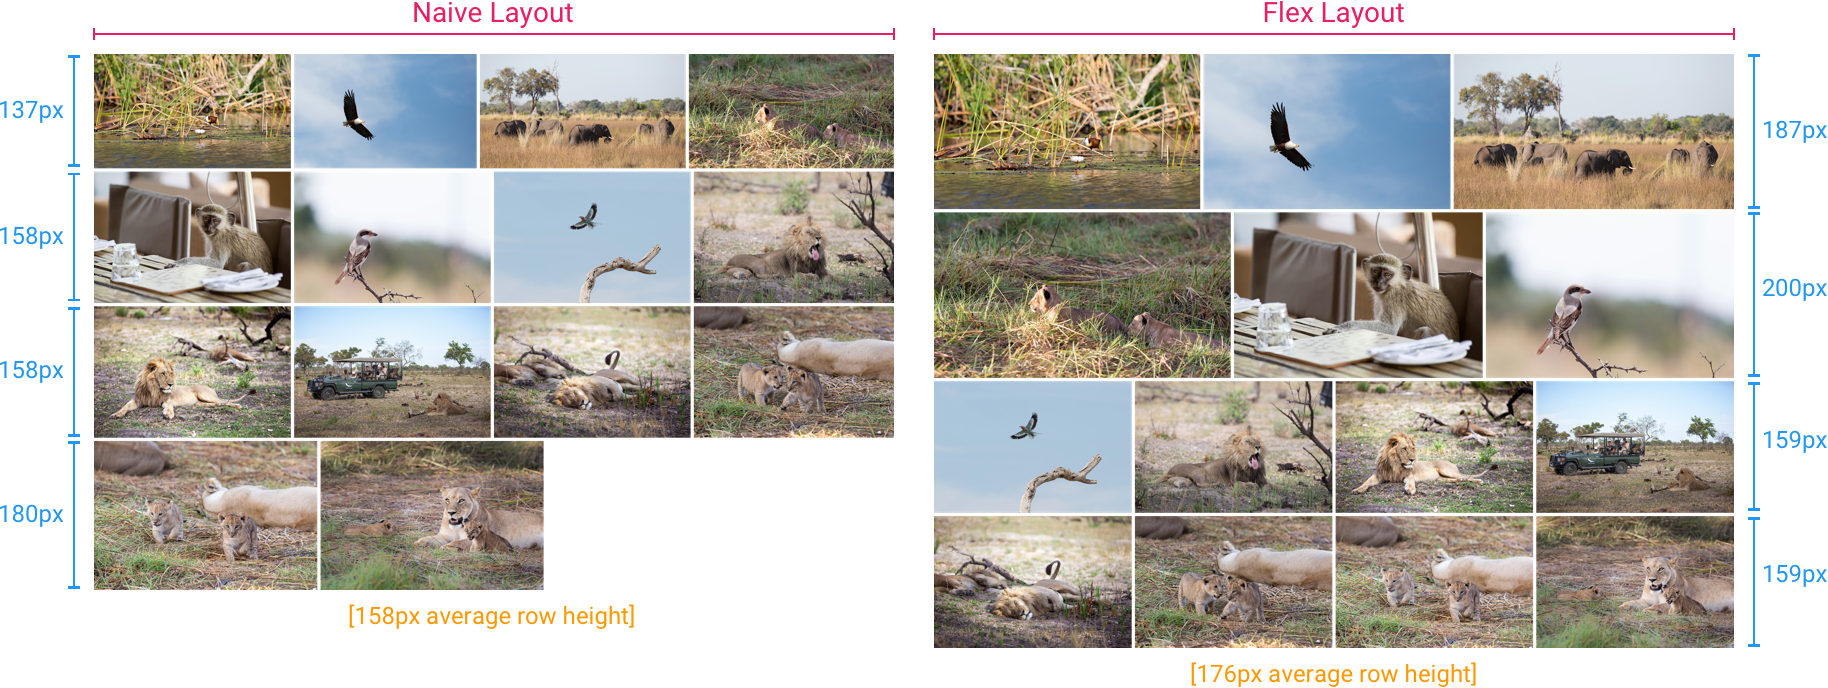 Naive Layout
137px
158px
158px
180px
[158px average row height]
Flex Layout
187px
200px
159px
159px
[176px average row height]